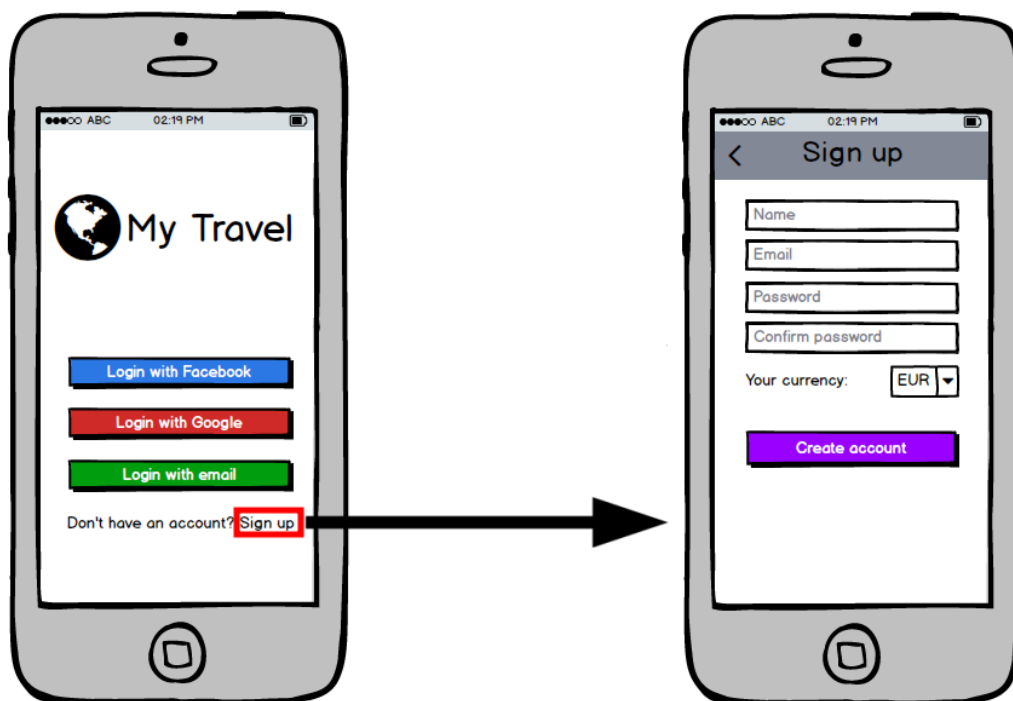 ABC 02:19 PM
My Travel
Login with Facebook
Login with Google
Login with email
Don't have an account? Sign up
ABC 02:19 PM
Sign up
Name
Email
Password
Confirm password
Your currency: EUR
Create account